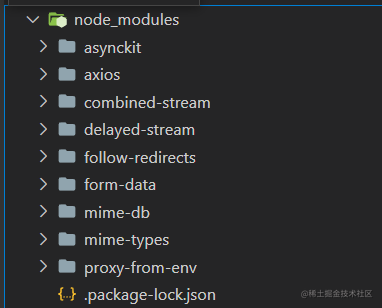 node_modules
asynckit
axios
combined-stream
delayed-stream
follow-redirects
form-data
mime-db
mime-types
proxy-from-env
.package-lock.json
@稀土掘金技术社区